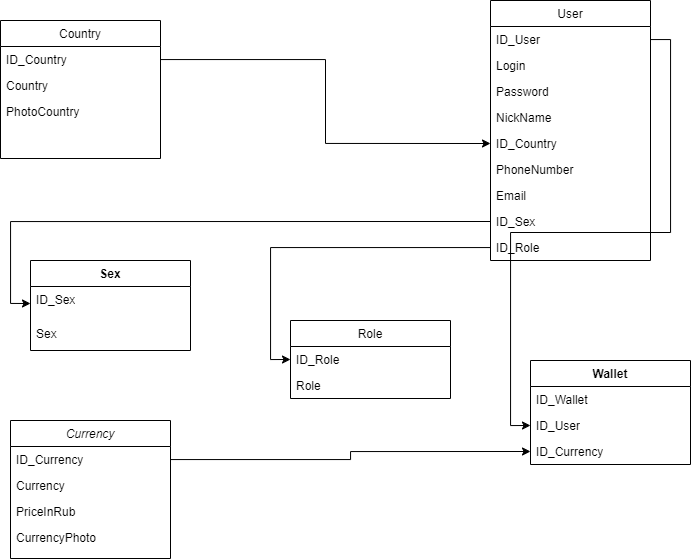 Country
ID_Country
Country
PhotoCountry
User
ID_User
Login
Password
NickName
ID_Country
PhoneNumber
Email
ID_Sex
ID_Role
Sex
ID_Sex
Sex
Role
ID_Role
Role
Currency
ID_Currency
Currency
PriceInRub
CurrencyPhoto
Wallet
ID_Wallet
ID_User
ID_Currency